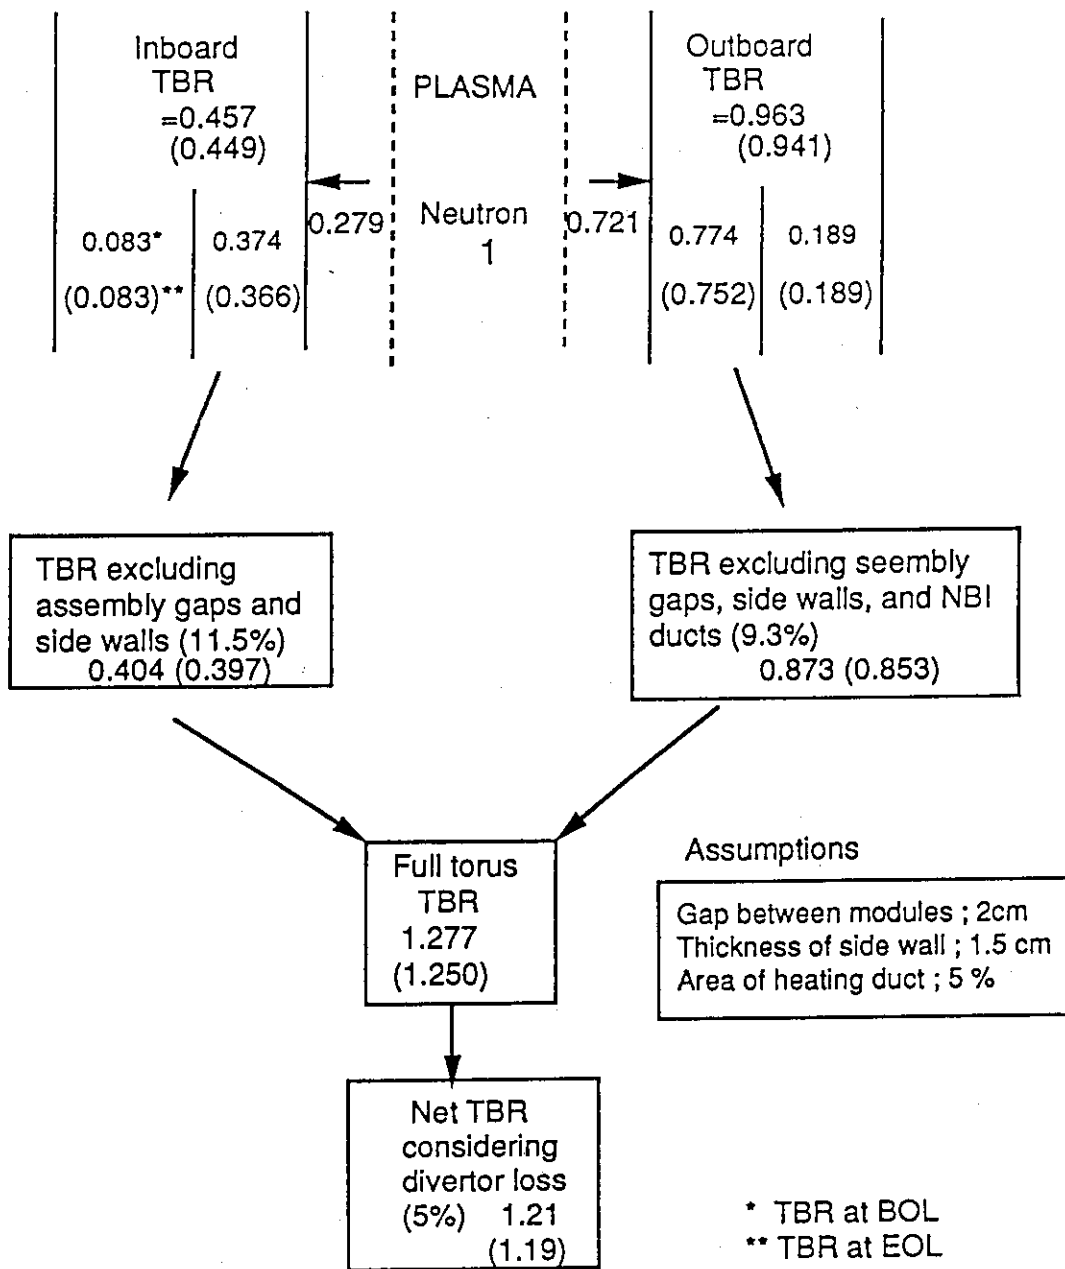 Inboard
TBR
=0.457
(0.449)
PLASMA
Outboard
TBR
=0.963
(0.941)
0.083*
0.374
0.279
Neutron
1
0.721
0.774
0.189
(0.083)**
(0.366)
(0.752)
(0.189)
TBR excluding
assembly gaps and
side walls (11.5%)
0.404 (0.397)
TBR excluding seembly
gaps, side walls, and NBI
ducts (9.3%)
0.873 (0.853)
Full torus
TBR
1.277
(1.250)
Assumptions
Gap between modules ; 2cm
Thickness of side wall ; 1.5 cm
Area of heating duct ; 5 %
Net TBR
considering
divertor loss
(5%) 1.21
(1.19)
* TBR at BOL
** TBR at EOL